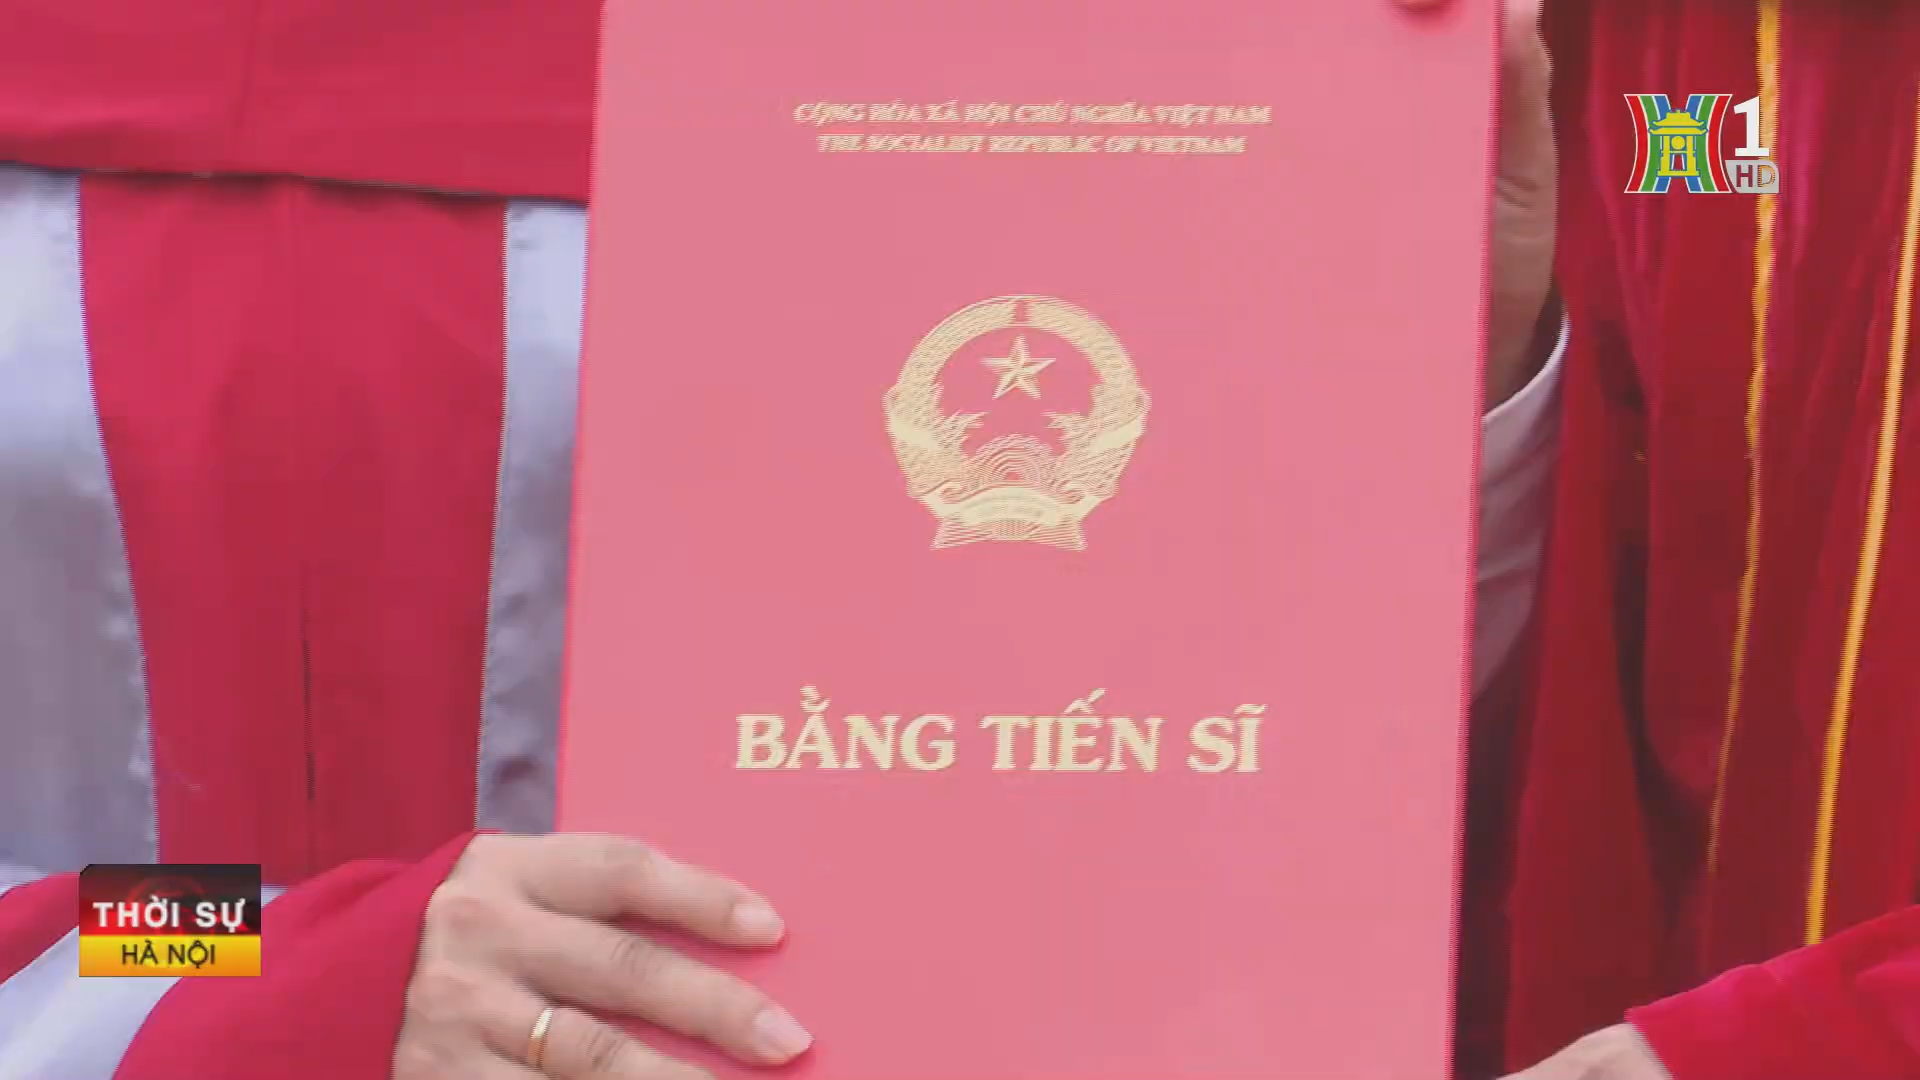 CỘNG HÒA XÃ HỘI CHỦ NGHĨA VIỆT NAM
THE SOCIALIST REPUBLIC OF VIETNAM
1
HD
BẰNG TIẾN SĨ
THỜI SỰ
HÀ NỘI